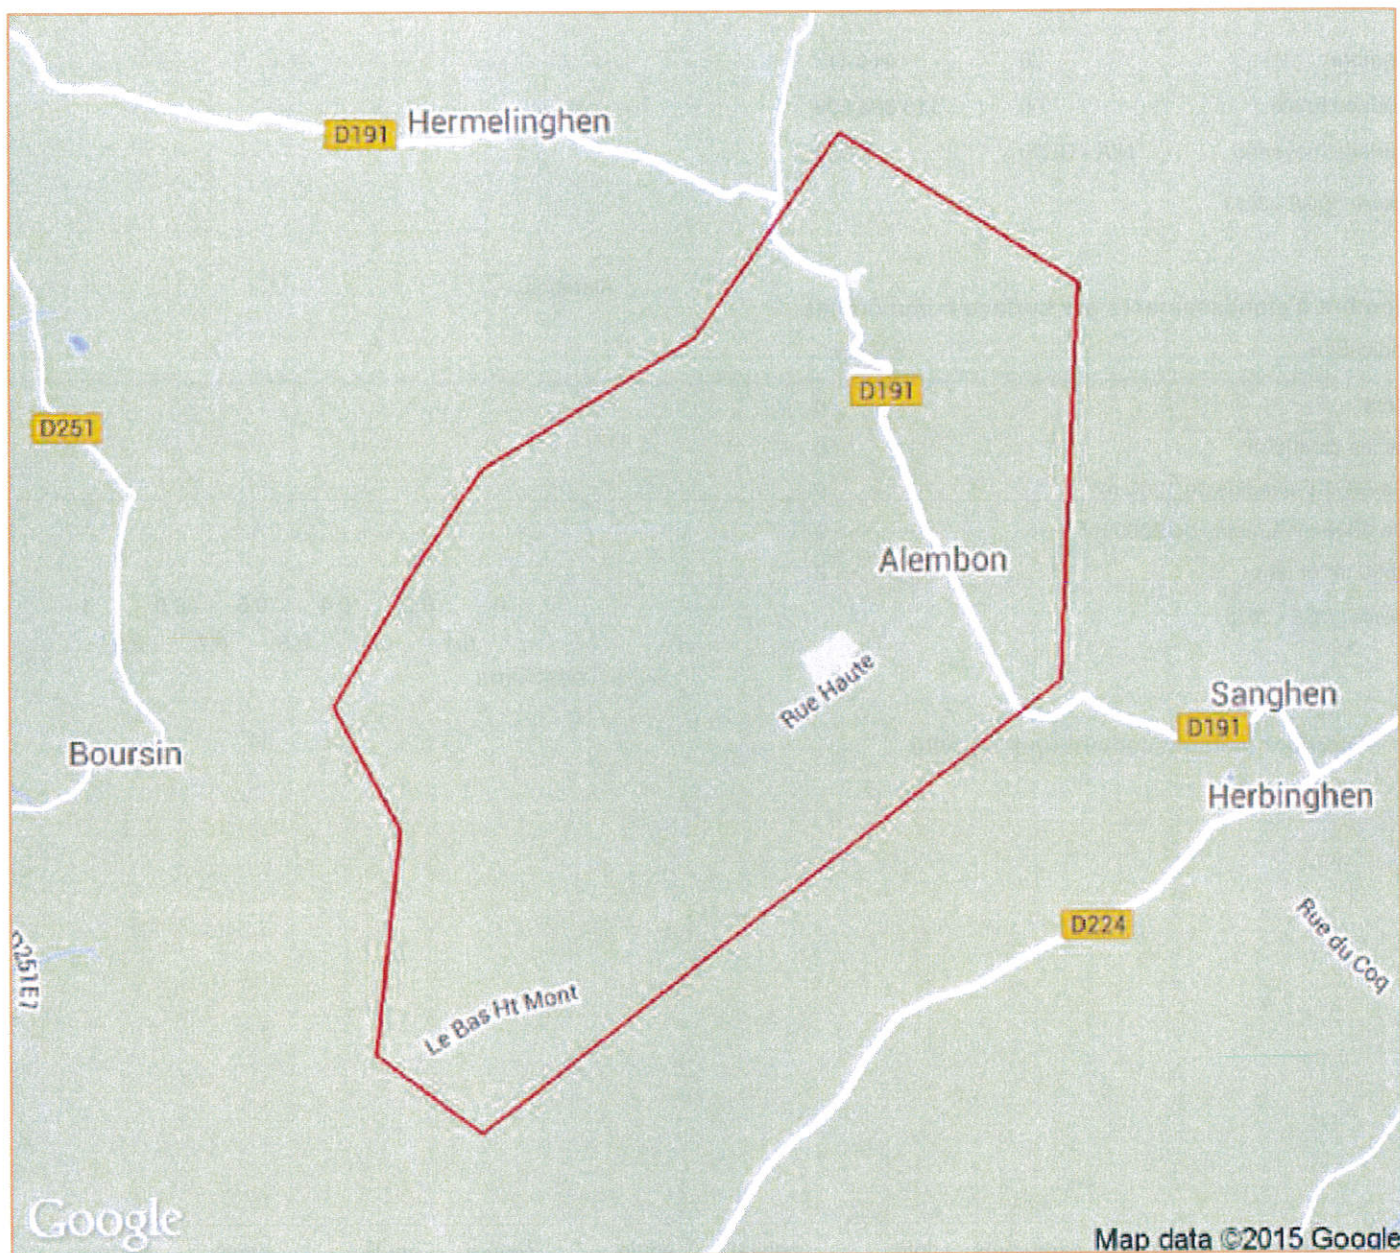 Hermelinghen
D191
D191
D251
Alembon
Rue Haute
Sanghen
D191
Boursin
Herbinghen
D224
Rue du Coq
D251E7
Le Bas Ht Mont
Google
Map data ©2015 Google